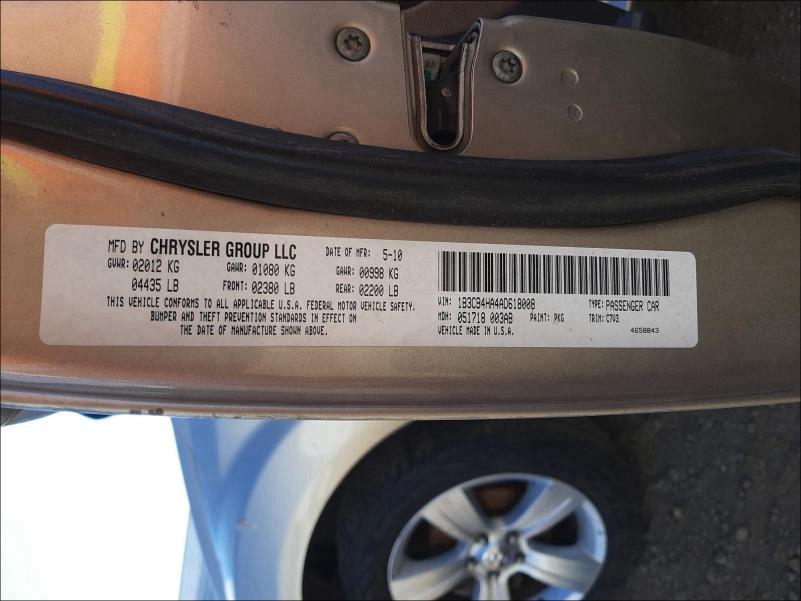 MFD BY CHRYSLER GROUP LLC DATE OF MFR: 5-10
GVWR: 02012 KG GAWR: 01080 KG GAWR: 00998 KG
04435 LB FRONT: 02380 LB REAR: 02200 LB
THIS VEHICLE CONFORMS TO ALL APPLICABLE U.S.A. FEDERAL MOTOR VEHICLE SAFETY,
BUMPER AND THEFT PREVENTION STANDARDS IN EFFECT ON
THE DATE OF MANUFACTURE SHOWN ABOVE.
VIN: 1B3CB4HA4AD618008 TYPE: PASSENGER CAR
MDH: 051718 003AB PAINT: PKG TRIM: C7V3
MADE IN U.S.A. 4658843